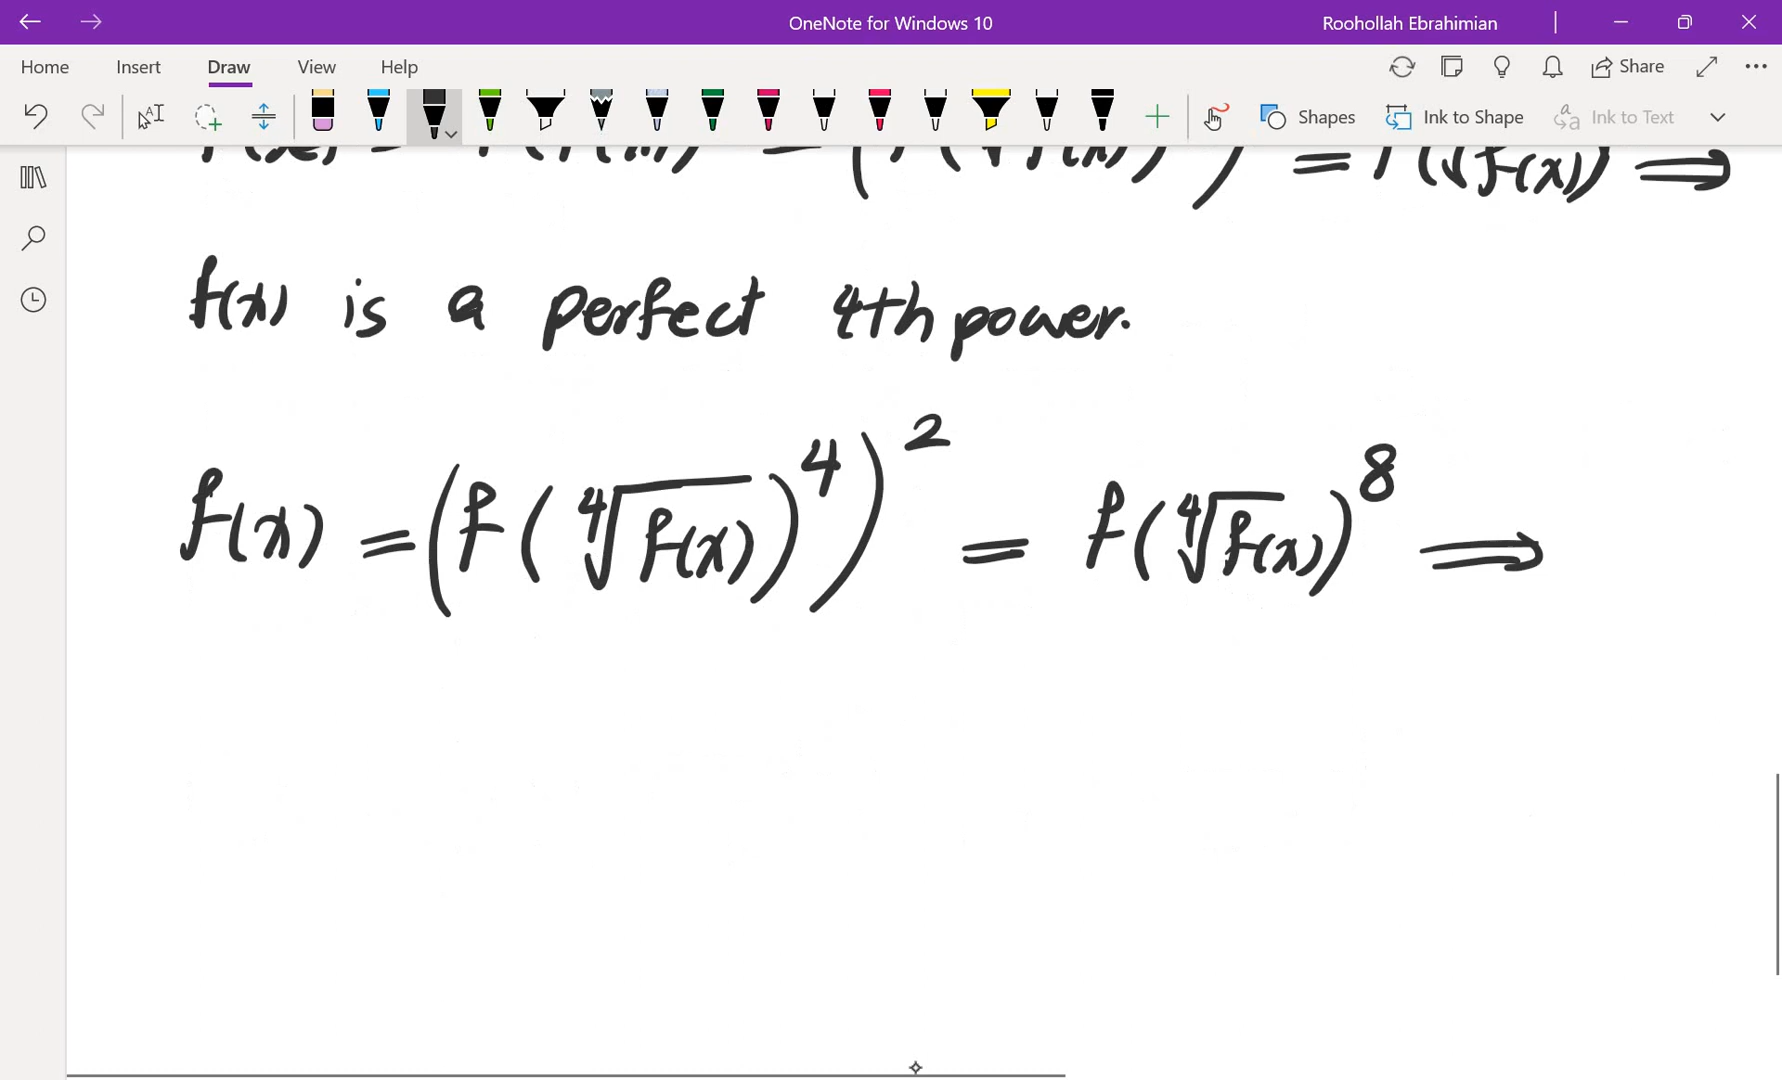 OneNote for Windows 10
Roohollah Ebrahimian
Home Insert Draw View Help
Share
Shapes Ink to Shape Ink to Text
= f(√f(x)) ⟹
f(x) is a perfect 4th power.
f(x) = (f(∜f(x))^4)^2 = f(∜f(x))^8 ⟹